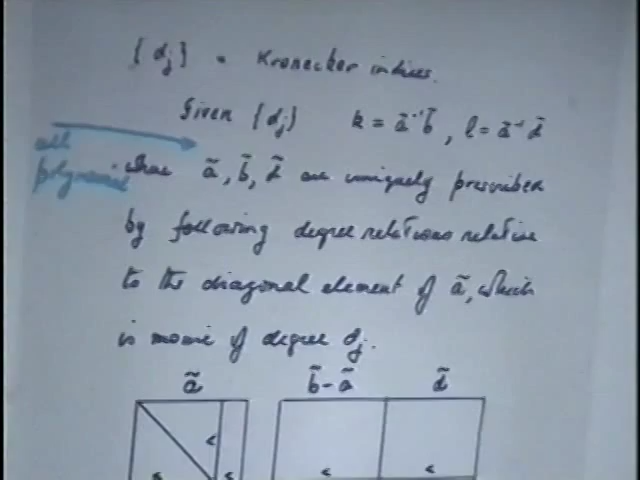 {dj} = Kronecker indices.
Given {dj} k = ã⁻¹b̃, l = ã⁻¹d̃
all
polynomial
where ã, b̃, d̃ are uniquely prescribed
by following degree relations relative
to the diagonal element of ã, which
is monic of degree dj.
ã b̃-ã d̃
<
< < < <